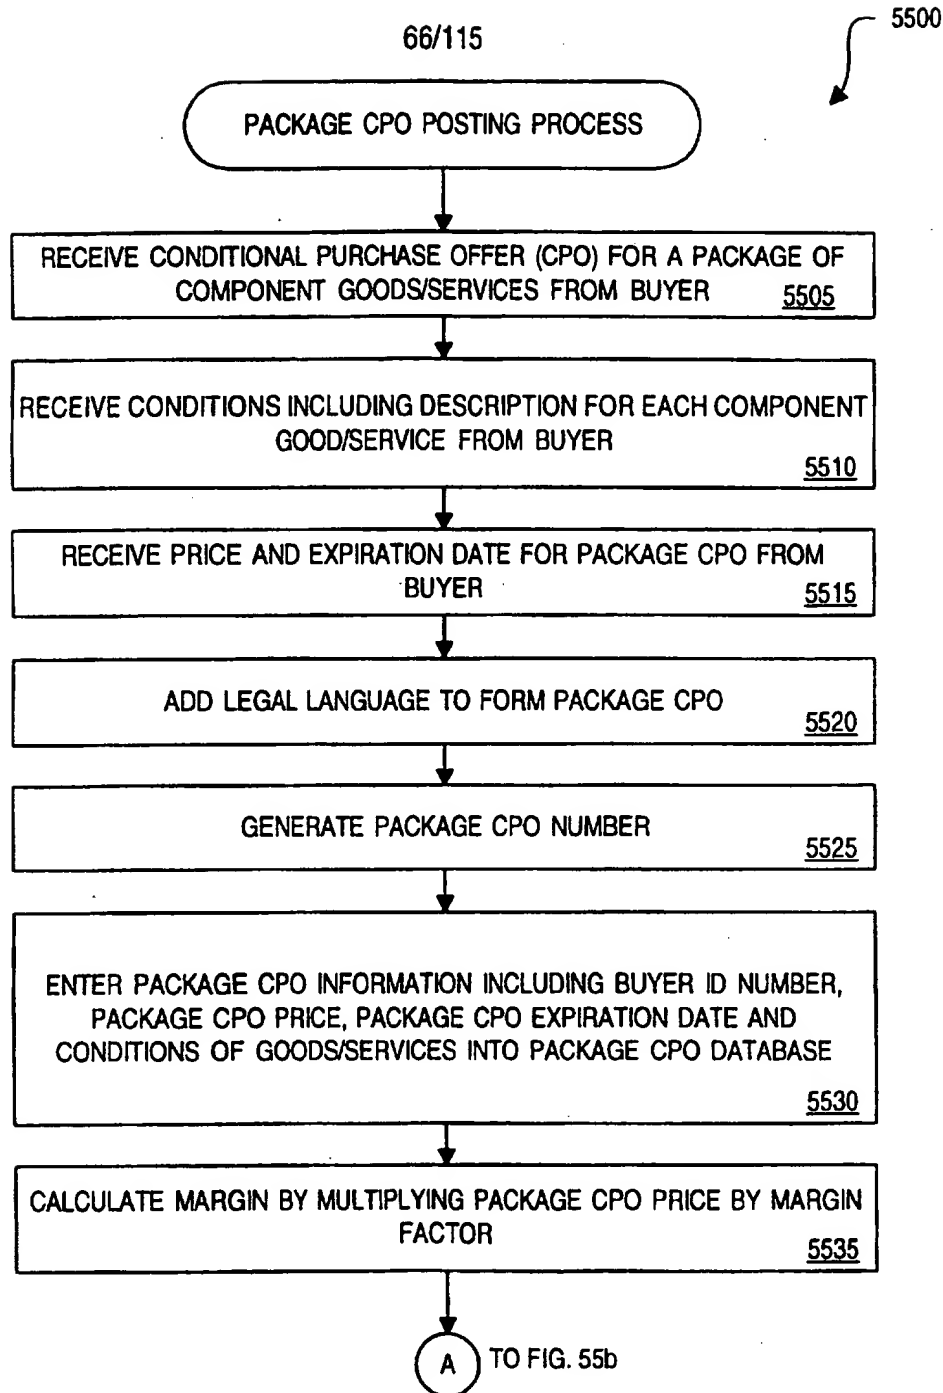 5500
66/115
PACKAGE CPO POSTING PROCESS
RECEIVE CONDITIONAL PURCHASE OFFER (CPO) FOR A PACKAGE OF
COMPONENT GOODS/SERVICES FROM BUYER 5505
RECEIVE CONDITIONS INCLUDING DESCRIPTION FOR EACH COMPONENT
GOOD/SERVICE FROM BUYER
5510
RECEIVE PRICE AND EXPIRATION DATE FOR PACKAGE CPO FROM
BUYER 5515
ADD LEGAL LANGUAGE TO FORM PACKAGE CPO
5520
GENERATE PACKAGE CPO NUMBER
5525
ENTER PACKAGE CPO INFORMATION INCLUDING BUYER ID NUMBER,
PACKAGE CPO PRICE, PACKAGE CPO EXPIRATION DATE AND
CONDITIONS OF GOODS/SERVICES INTO PACKAGE CPO DATABASE
5530
CALCULATE MARGIN BY MULTIPLYING PACKAGE CPO PRICE BY MARGIN
FACTOR 5535
A TO FIG. 55b